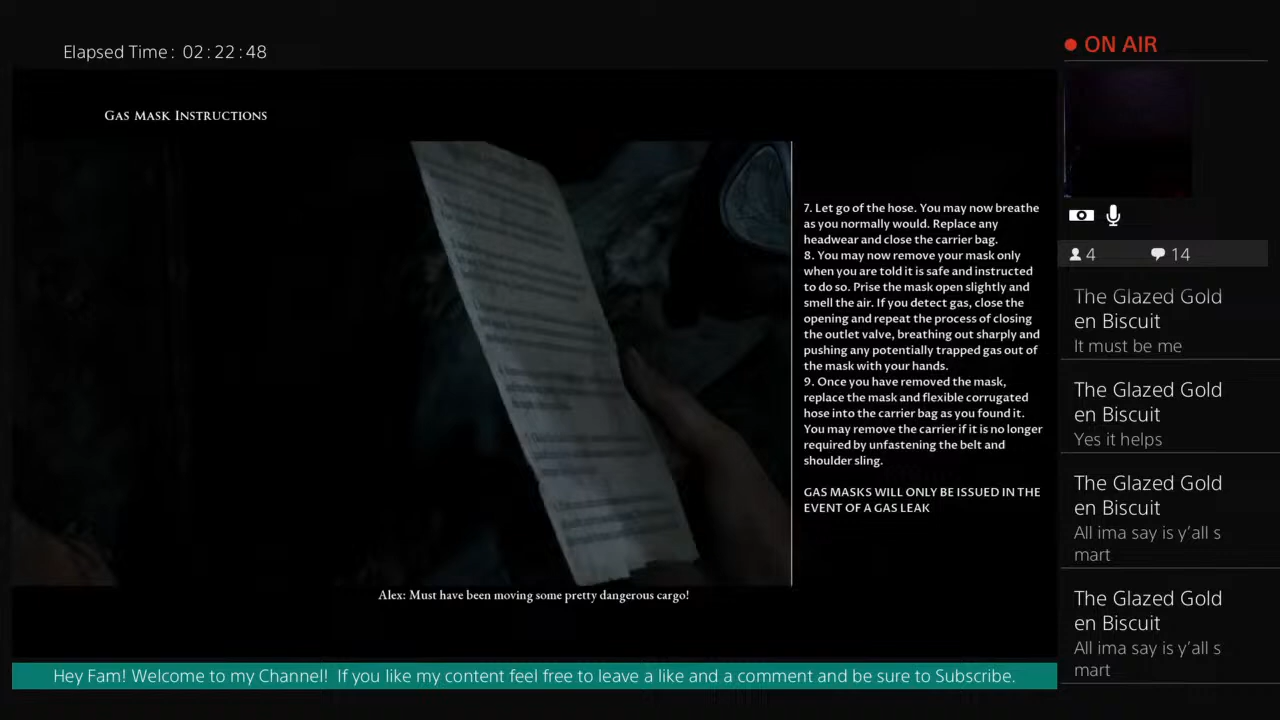 Elapsed Time: 02:22:48
ON AIR
GAS MASK INSTRUCTIONS
7. Let go of the hose. You may now breathe
as you normally would. Replace any
headwear and close the carrier bag.
8. You may now remove your mask only
when you are told it is safe and instructed
to do so. Prise the mask open slightly and
smell the air. If you detect gas, close the
opening and repeat the process of closing
the outlet valve, breathing out sharply and
pushing any potentially trapped gas out of
the mask with your hands.
9. Once you have removed the mask,
replace the mask and flexible corrugated
hose into the carrier bag as you found it.
You may remove the carrier if it is no longer
required by unfastening the belt and
shoulder sling.
GAS MASKS WILL ONLY BE ISSUED IN THE
EVENT OF A GAS LEAK
Alex: Must have been moving some pretty dangerous cargo!
4 14
The Glazed Gold
en Biscuit
It must be me
The Glazed Gold
en Biscuit
Yes it helps
The Glazed Gold
en Biscuit
All ima say is y'all s
mart
The Glazed Gold
en Biscuit
All ima say is y'all s
mart
Hey Fam! Welcome to my Channel! If you like my content feel free to leave a like and a comment and be sure to Subscribe.